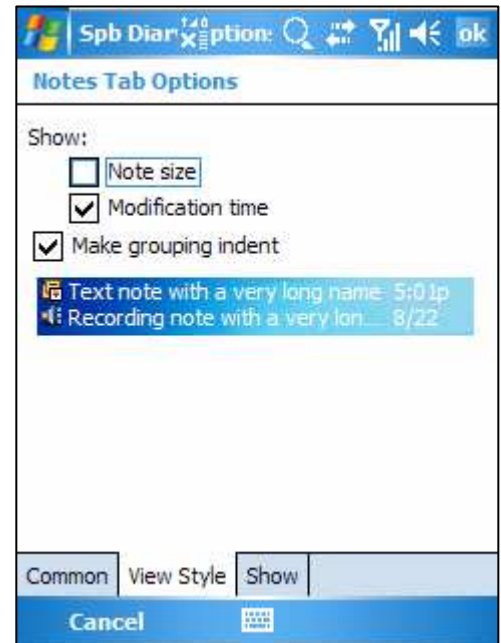 Spb Diar ption: ok
Notes Tab Options
Show:
Note size
Modification time
Make grouping indent
Text note with a very long name 5:01p
Recording note with a very lon... 8/22
Common View Style Show
Cancel